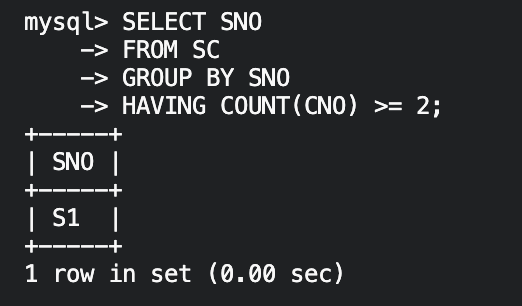 mysql> SELECT SNO
    -> FROM SC
    -> GROUP BY SNO
    -> HAVING COUNT(CNO) >= 2;
+-----+
| SNO |
+-----+
| S1  |
+-----+
1 row in set (0.00 sec)